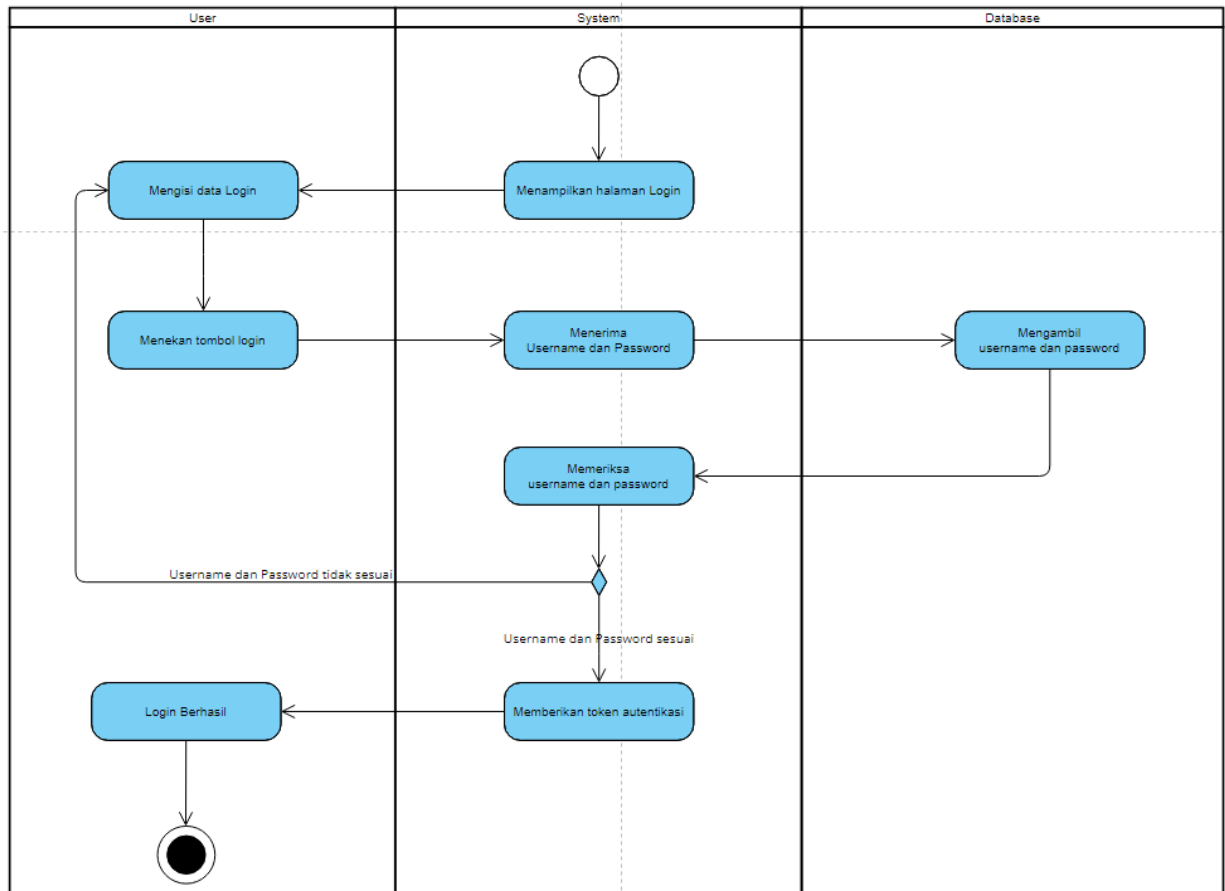 User
System
Database
Menampilkan halaman Login
Mengisi data Login
Menekan tombol login
Menerima
Username dan Password
Mengambil
username dan password
Memeriksa
username dan password
Username dan Password tidak sesuai
Username dan Password sesuai
Memberikan token autentikasi
Login Berhasil